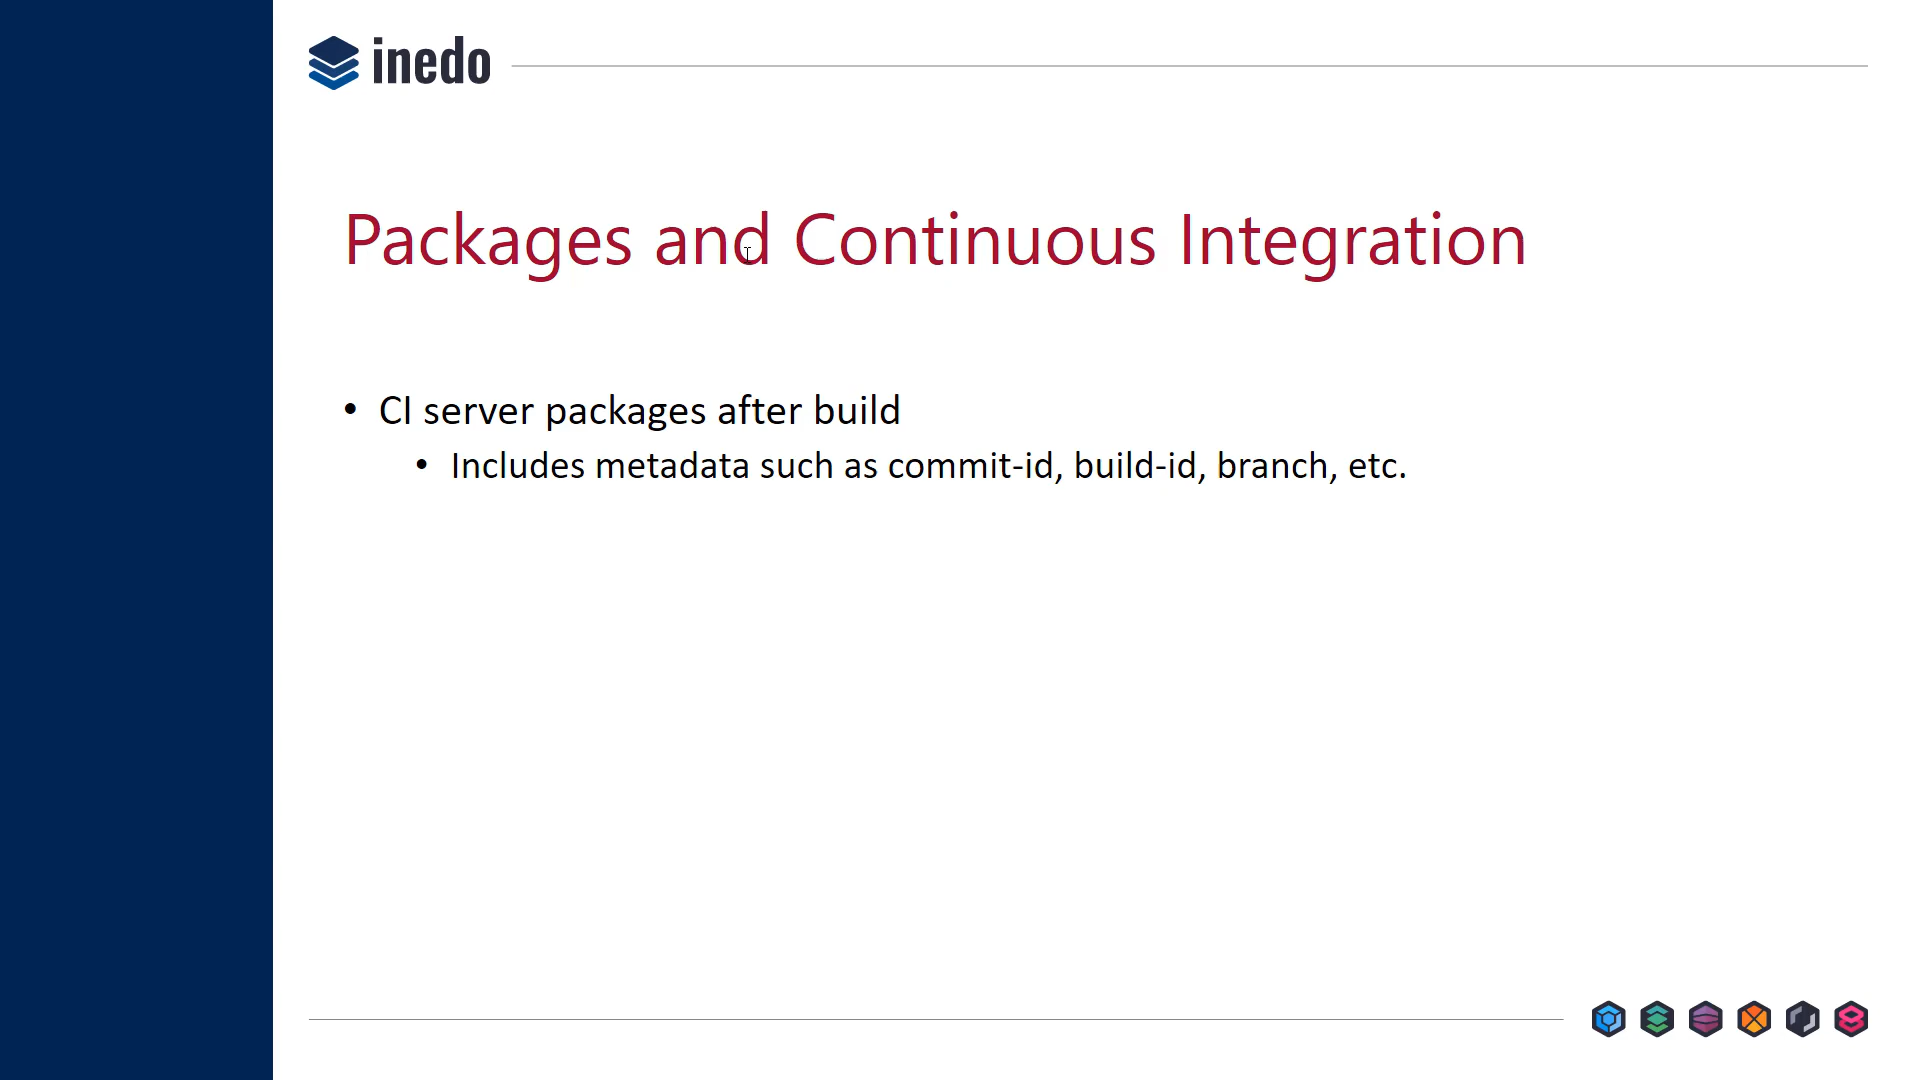 inedo
Packages and Continuous Integration
• CI server packages after build
• Includes metadata such as commit-id, build-id, branch, etc.